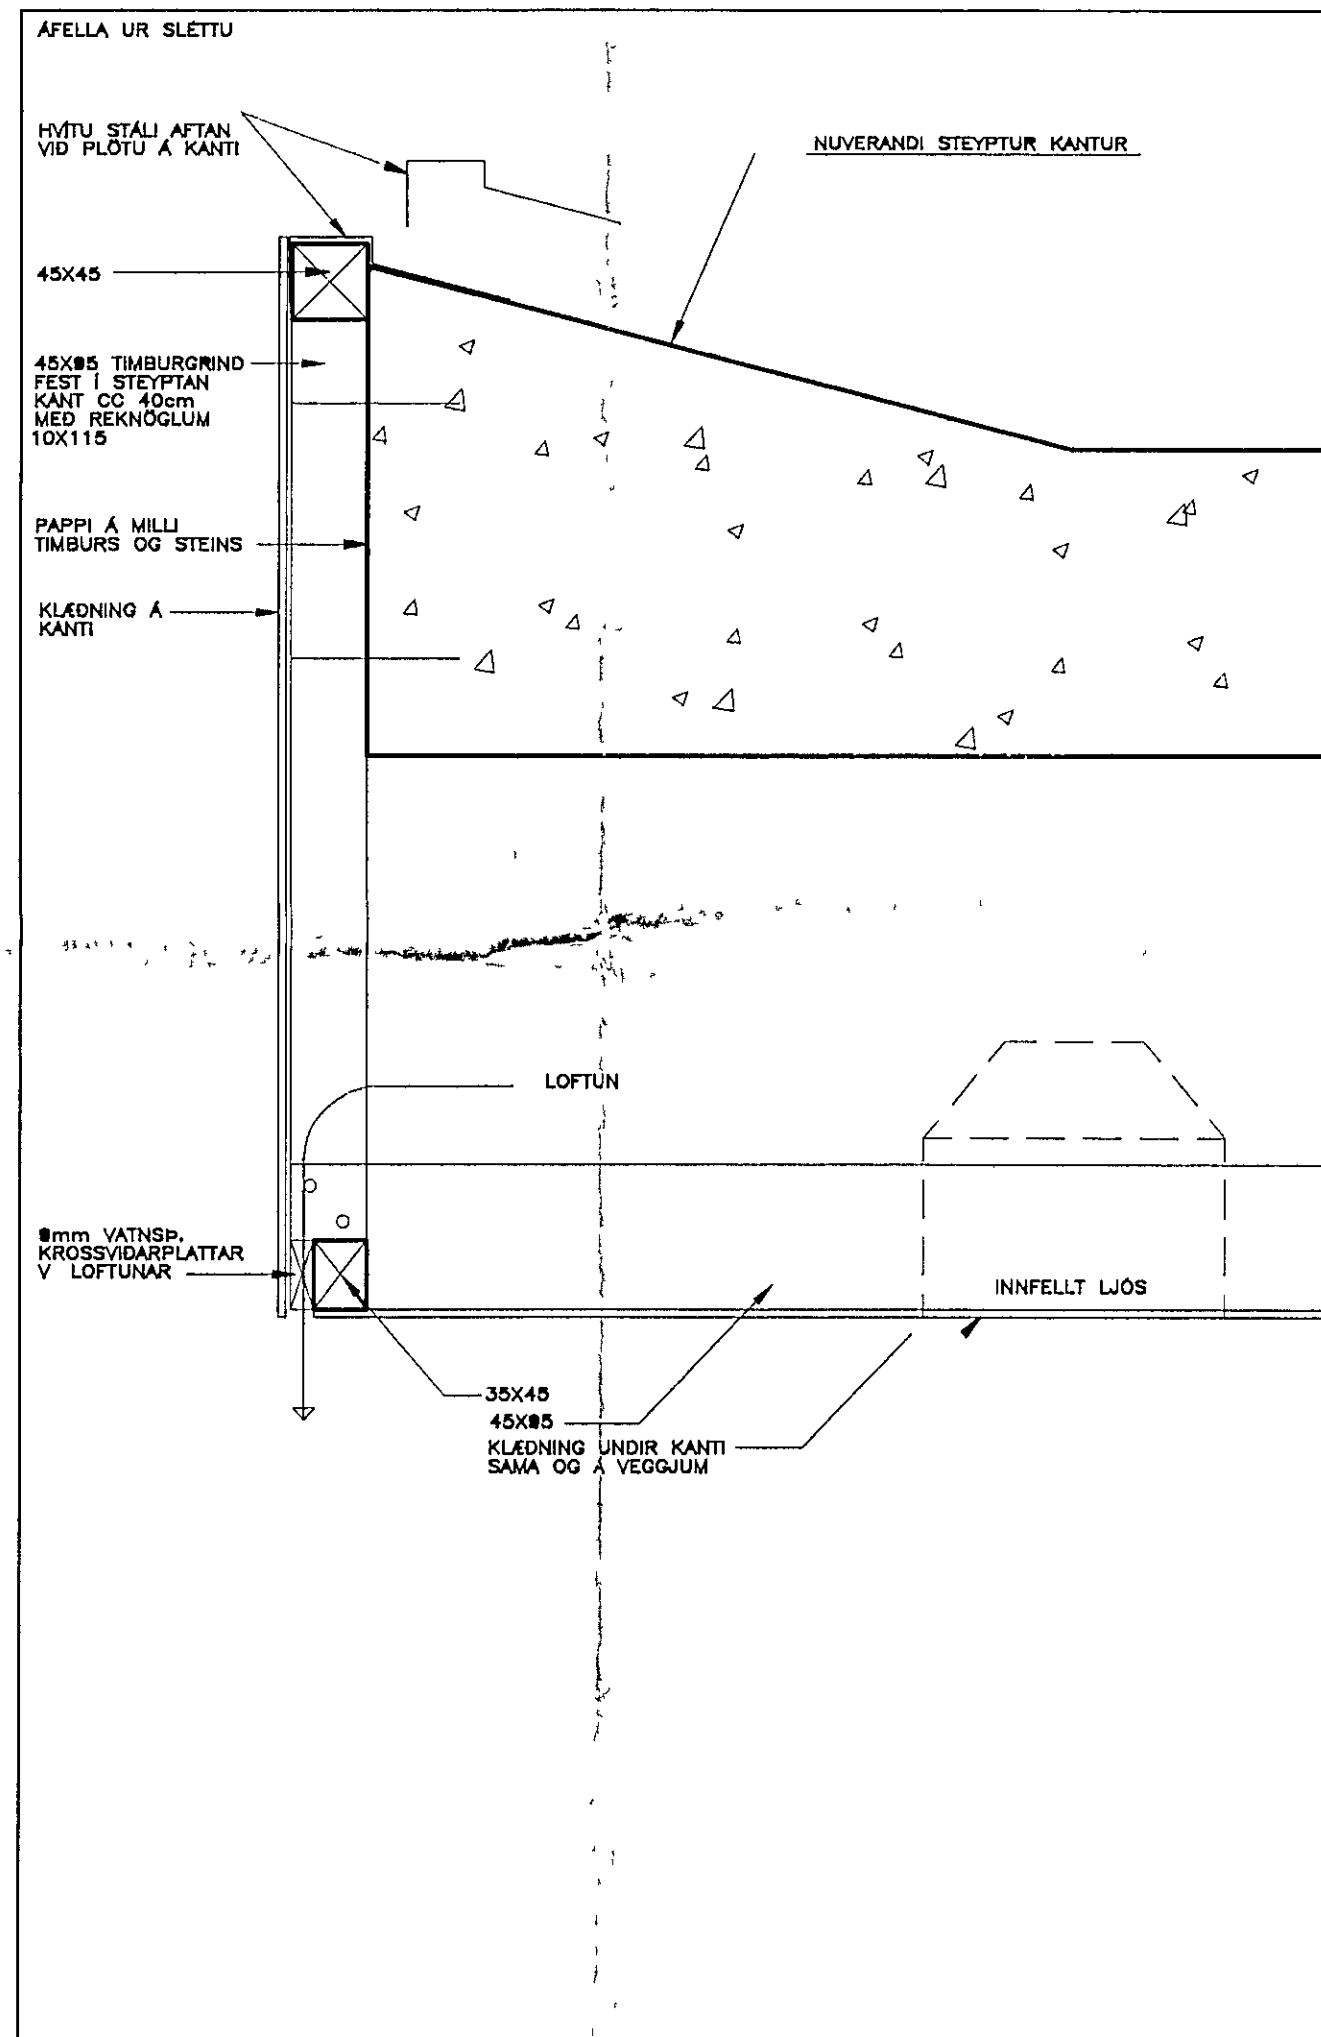 ÁFELLA UR SLÉTTU
HVÍTU STÁLI AFTAN
VIÐ PLÖTU Á KANTI
NUVERANDI STEYPTUR KANTUR
45X45
45X95 TIMBURGRIND
FEST Í STEYPTAN
KANT CC 40cm
MEÐ REKNÖGLUM
10X115
PAPPI Á MILLI
TIMBURS OG STEINS
KLÆÐNING Á
KANTI
LOFTUN
9mm VATNSÞ.
KROSSVIÐARPLATTAR
V LOFTUNAR
INNFELLT LJÓS
35X45
45X95
KLÆÐNING UNDIR KANTI
SAMA OG Á VEGGJUM